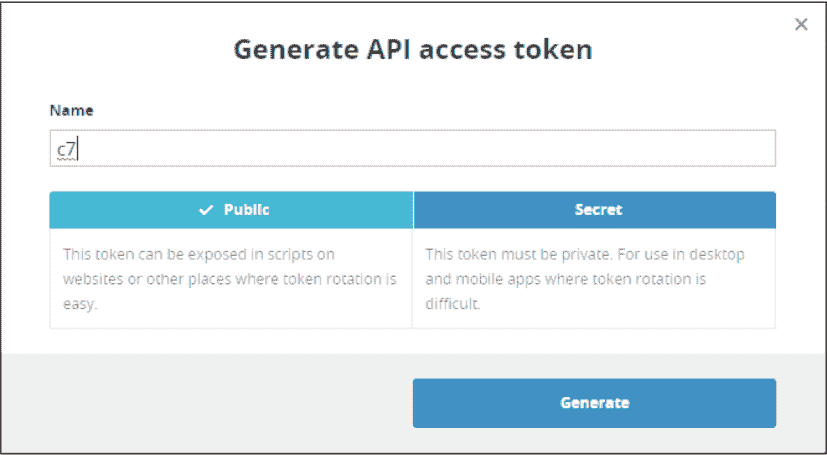 Generate API access token
Name
c7
Public
Secret
This token can be exposed in scripts on
websites or other places where token rotation is
easy.
This token must be private. For use in desktop
and mobile apps where token rotation is
difficult.
Generate